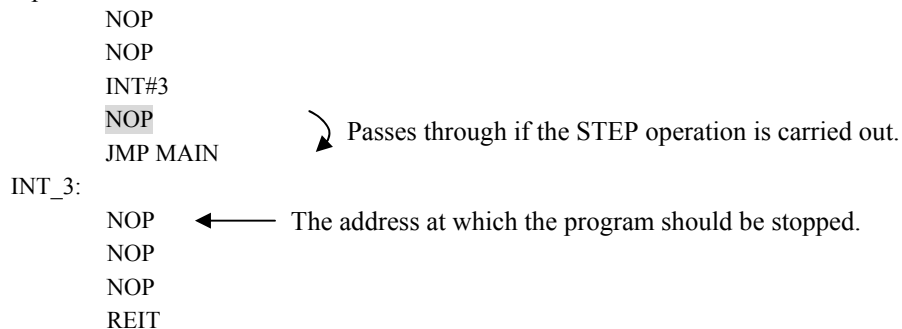 NOP
NOP
INT#3
NOP
Passes through if the STEP operation is carried out.
JMP MAIN
INT_3:
NOP The address at which the program should be stopped.
NOP
NOP
REIT